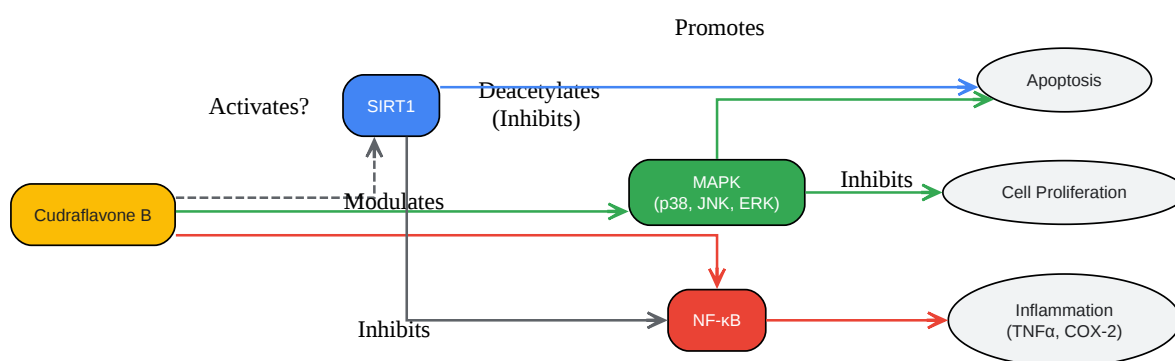 Promotes
Apoptosis
SIRT1
Deacetylates
(Inhibits)
Activates?
MAPK
(p38, JNK, ERK)
Inhibits
Cell Proliferation
Cudraflavone B
Modulates
Inflammation
(TNFα, COX-2)
NF-κB
Inhibits